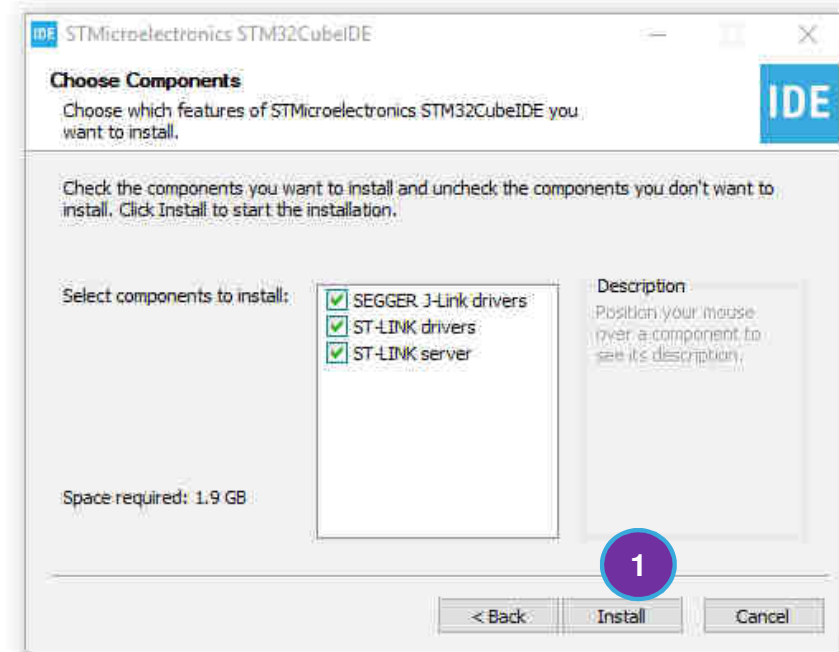 IDE STMicroelectronics STM32CubeIDE
Choose Components
Choose which features of STMicroelectronics STM32CubeIDE you
want to install.
IDE
Check the components you want to install and uncheck the components you don't want to
install. Click Install to start the installation.
Select components to install:
SEGGER J-Link drivers
ST-LINK drivers
ST-LINK server
Description
Position your mouse
over a component to
see its description.
Space required: 1.9 GB
1
< Back
Install
Cancel